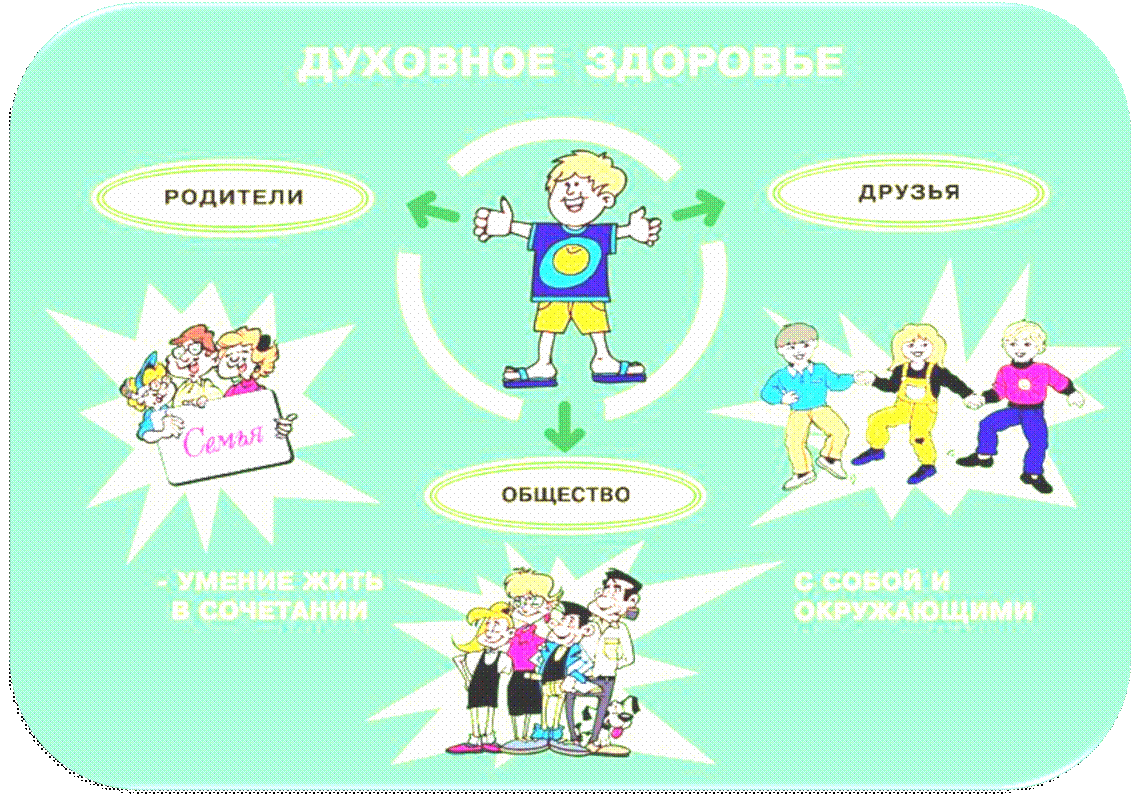 ДУХОВНОЕ ЗДОРОВЬЕ
РОДИТЕЛИ
ДРУЗЬЯ
Семья
ОБЩЕСТВО
- УМЕНИЕ ЖИТЬ
В СОЧЕТАНИИ
С СОБОЙ И
ОКРУЖАЮЩИМИ